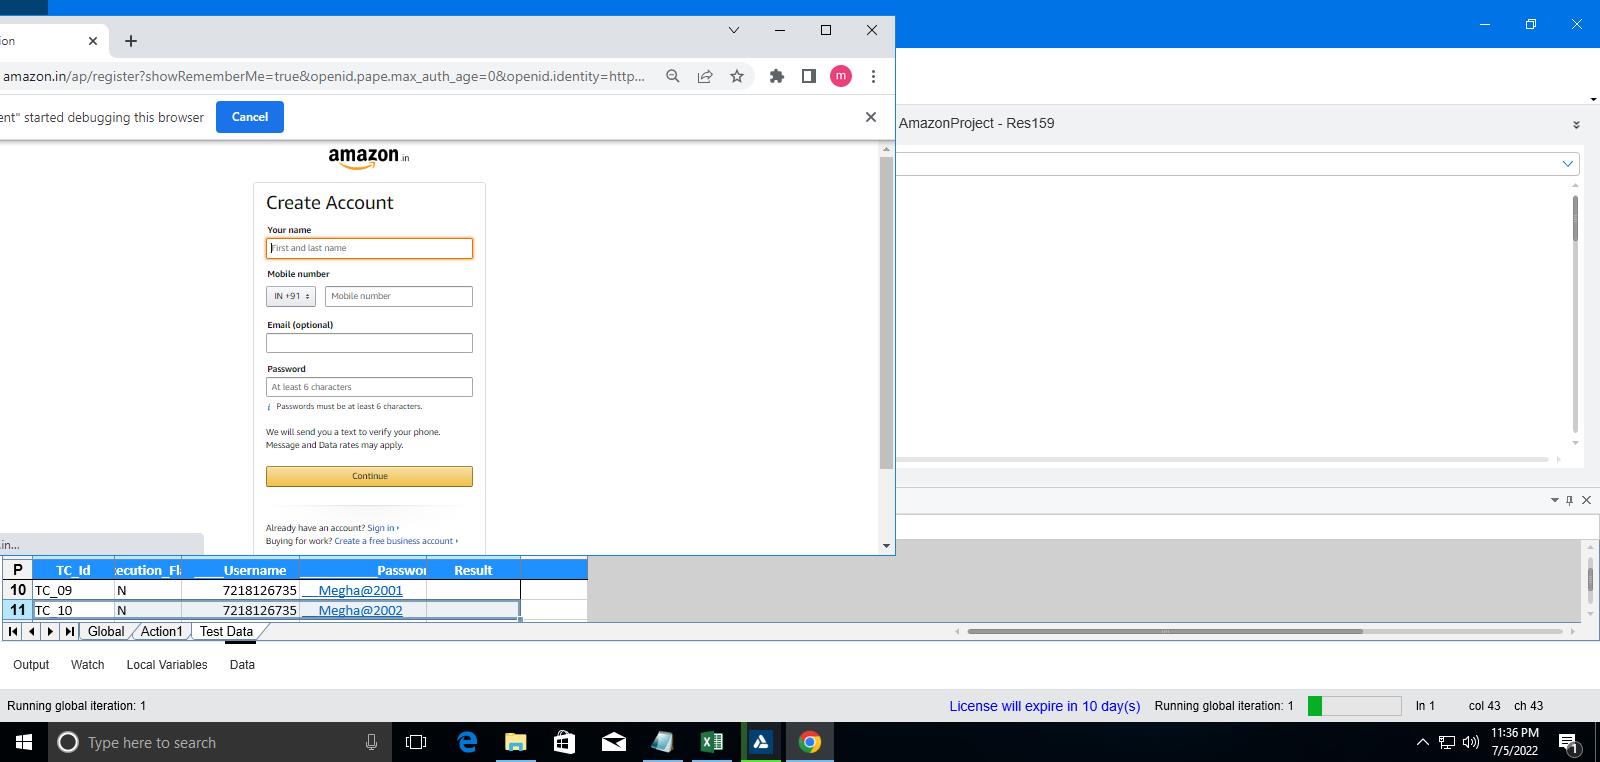 ion
amazon.in/ap/register?showRememberMe=true&openid.pape.max_auth_age=0&openid.identity=http...
m
ent" started debugging this browser
Cancel
AmazonProject - Res159
amazon.in
Create Account
Your name
First and last name
Mobile number
IN +91
Mobile number
Email (optional)
Password
At least 6 characters
i Passwords must be at least 6 characters.
We will send you a text to verify your phone.
Message and Data rates may apply.
Continue
Already have an account? Sign in
Buying for work? Create a free business account
.in...
P TC_Id ecution_Fla ____Username __________Passwor Result
10 TC_09 N 7218126735 __Megha@2001
11 TC_10 N 7218126735 __Megha@2002
Global Action1 Test Data
Output Watch Local Variables Data
Running global iteration: 1
License will expire in 10 day(s) Running global iteration: 1 ln 1 col 43 ch 43
Type here to search
11:36 PM
7/5/2022
1